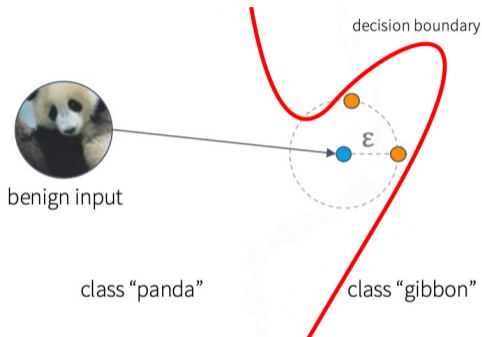 decision boundary
ε
benign input
class “panda”
class “gibbon”